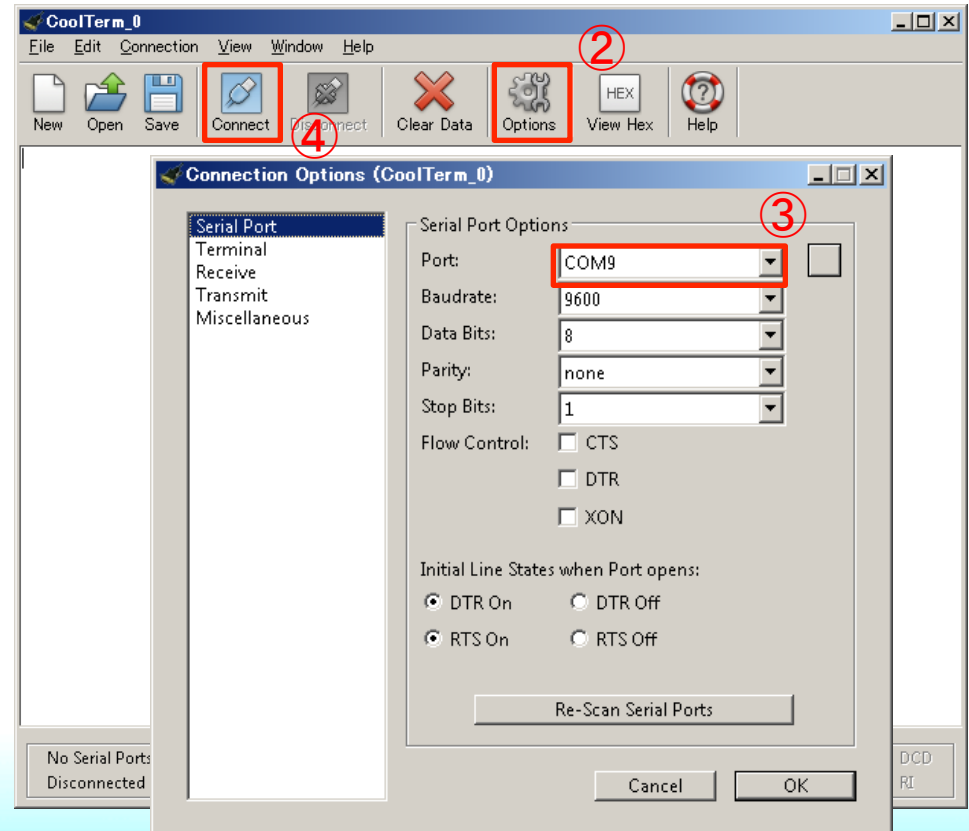 CoolTerm_0
File Edit Connection View Window Help
②
New Open Save Connect Disconnect Clear Data Options HEX View Hex Help
④
Connection Options (CoolTerm_0)
Serial Port
Terminal
Receive
Transmit
Miscellaneous
Serial Port Options
③
Port: COM9
Baudrate: 9600
Data Bits: 8
Parity: none
Stop Bits: 1
Flow Control: CTS
DTR
XON
Initial Line States when Port opens:
DTR On DTR Off
RTS On RTS Off
Re-Scan Serial Ports
No Serial Ports DCD
Disconnected RI
Cancel OK